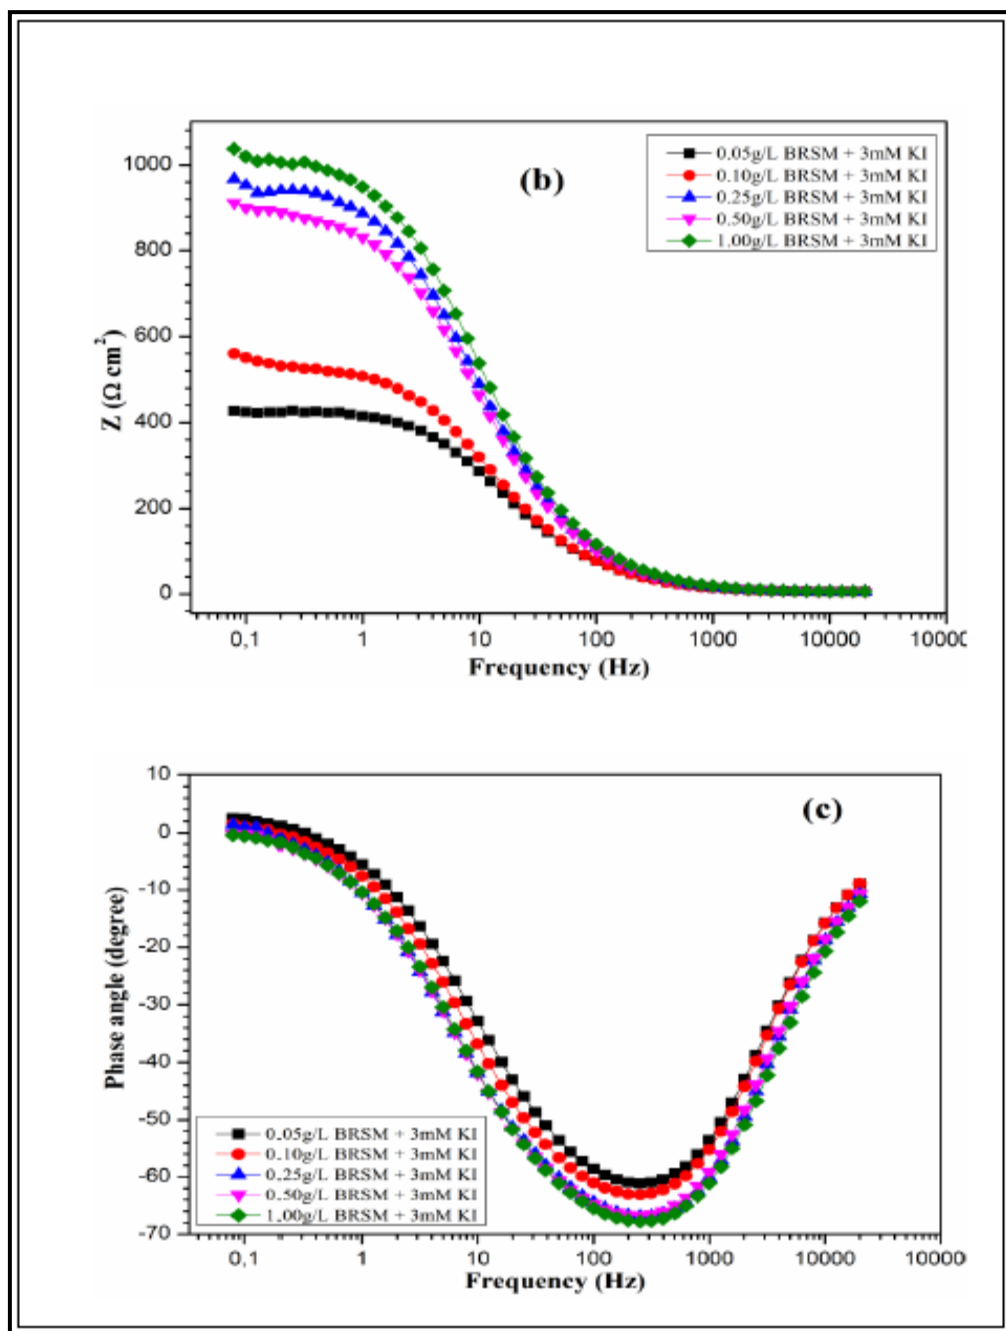 (b)
0.05g/L BRSM + 3mM KI
0.10g/L BRSM + 3mM KI
0.25g/L BRSM + 3mM KI
0.50g/L BRSM + 3mM KI
1.00g/L BRSM + 3mM KI
1000
800
600
400
200
0
Z (Ω cm²)
0,1 1 10 100 1000 10000 10000
Frequency (Hz)
(c)
10
0
-10
-20
-30
-40
-50
-60
-70
Phase angle (degree)
0.05g/L BRSM + 3mM KI
0.10g/L BRSM + 3mM KI
0.25g/L BRSM + 3mM KI
0.50g/L BRSM + 3mM KI
1.00g/L BRSM + 3mM KI
0,1 1 10 100 1000 10000 10000
Frequency (Hz)